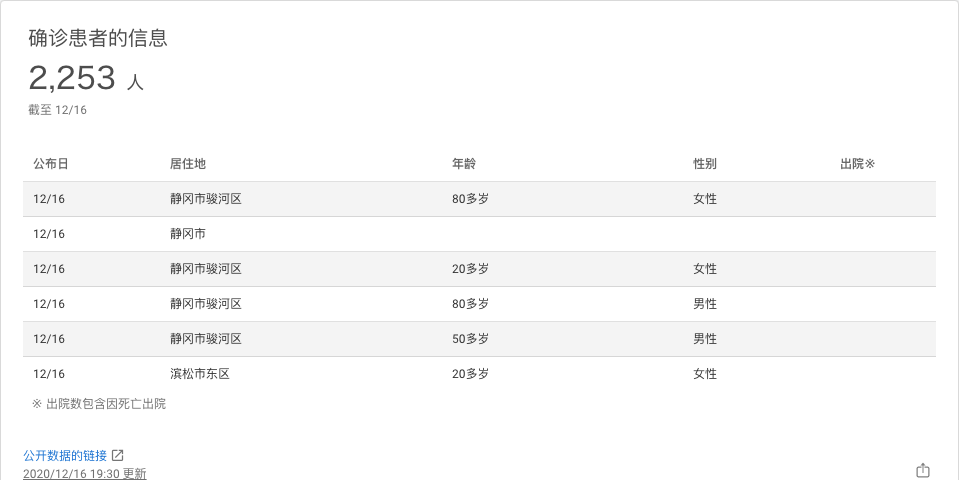 确诊患者的信息
2,253 人
截至 12/16
公布日 居住地 年龄 性别 出院※
12/16 静冈市骏河区 80多岁 女性
12/16 静冈市
12/16 静冈市骏河区 20多岁 女性
12/16 静冈市骏河区 80多岁 男性
12/16 静冈市骏河区 50多岁 男性
12/16 滨松市东区 20多岁 女性
※ 出院数包含因死亡出院
公开数据的链接
2020/12/16 19:30 更新